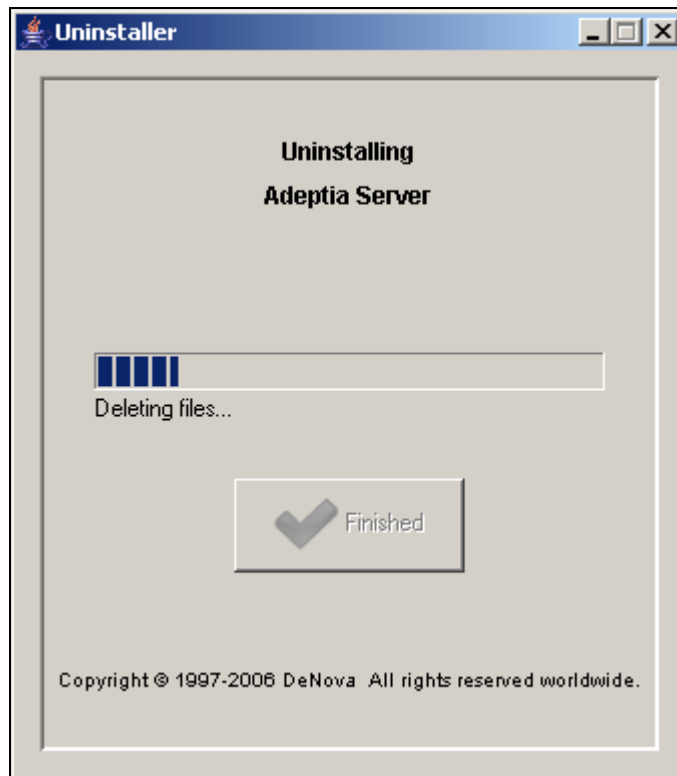 Uninstaller
Uninstalling
Adeptia Server
Deleting files...
Finished
Copyright © 1997-2006 DeNova All rights reserved worldwide.